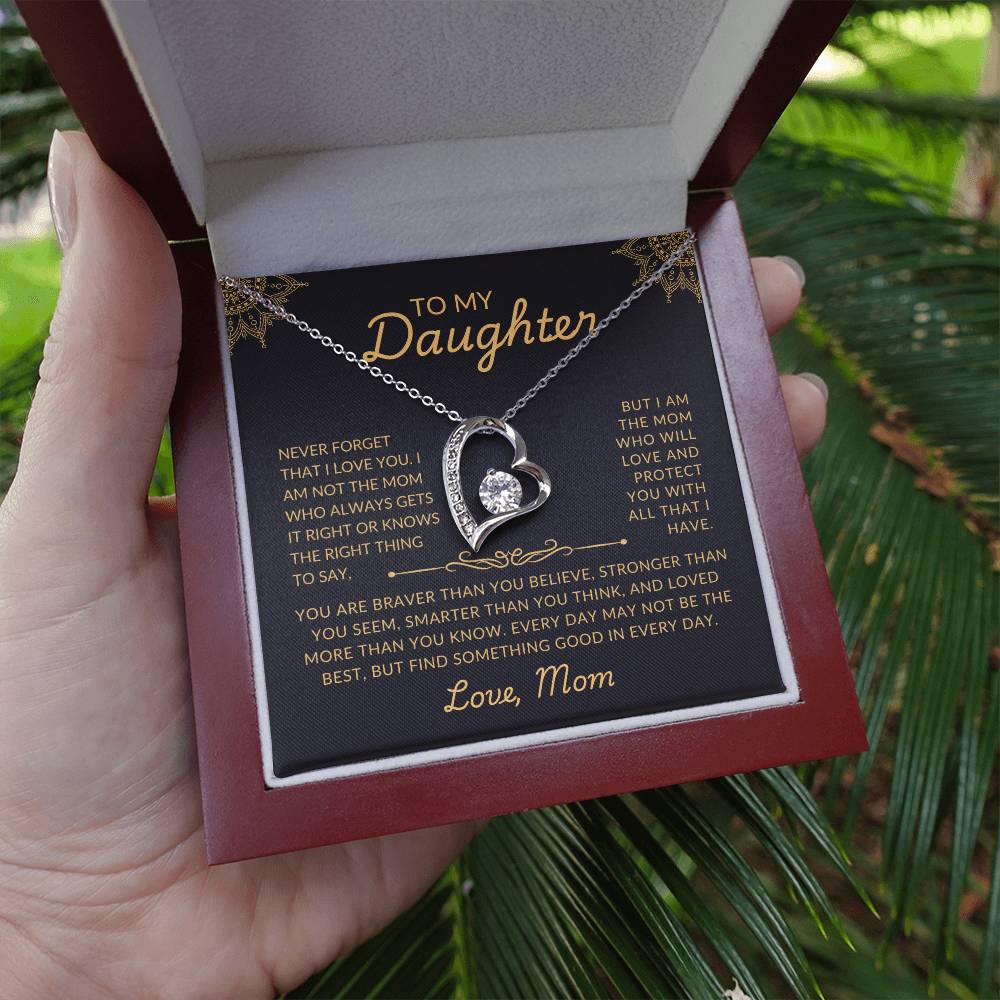 TO MY
Daughter
NEVER FORGET
THAT I LOVE YOU. I
AM NOT THE MOM
WHO ALWAYS GETS
IT RIGHT OR KNOWS
THE RIGHT THING
TO SAY,
BUT I AM
THE MOM
WHO WILL
LOVE AND
PROTECT
YOU WITH
ALL THAT I
HAVE.
YOU ARE BRAVER THAN YOU BELIEVE, STRONGER THAN
YOU SEEM, SMARTER THAN YOU THINK, AND LOVED
MORE THAN YOU KNOW. EVERY DAY MAY NOT BE THE
BEST, BUT FIND SOMETHING GOOD IN EVERY DAY.
Love, Mom